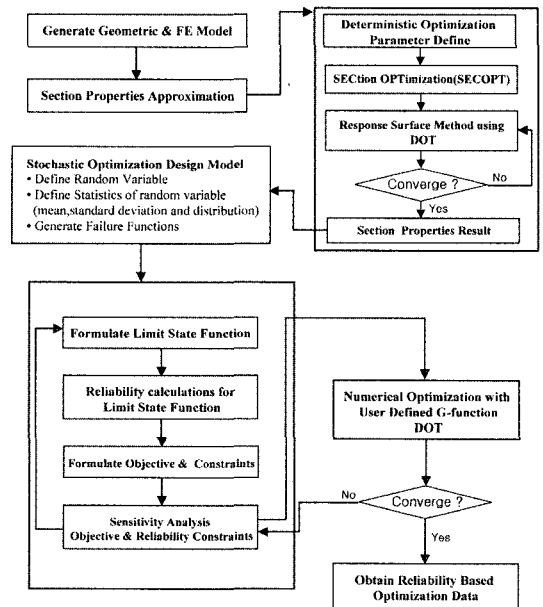 Generate Geometric & FE Model
Section Properties Approximation
Deterministic Optimization
Parameter Define
SECtion OPTimization(SECOPT)
Response Surface Method using
DOT
Converge ?
No
Yes
Section Properties Result
Stochastic Optimization Design Model
• Define Random Variable
• Define Statistics of random variable
(mean,standard deviation and distribution)
• Generate Failure Functions
Formulate Limit State Function
Reliability calculations for
Limit State Function
Formulate Objective & Constraints
Sensitivity Analysis
Objective & Reliability Constraints
Numerical Optimization with
User Defined G-function
DOT
No
Converge ?
Yes
Obtain Reliability Based
Optimization Data